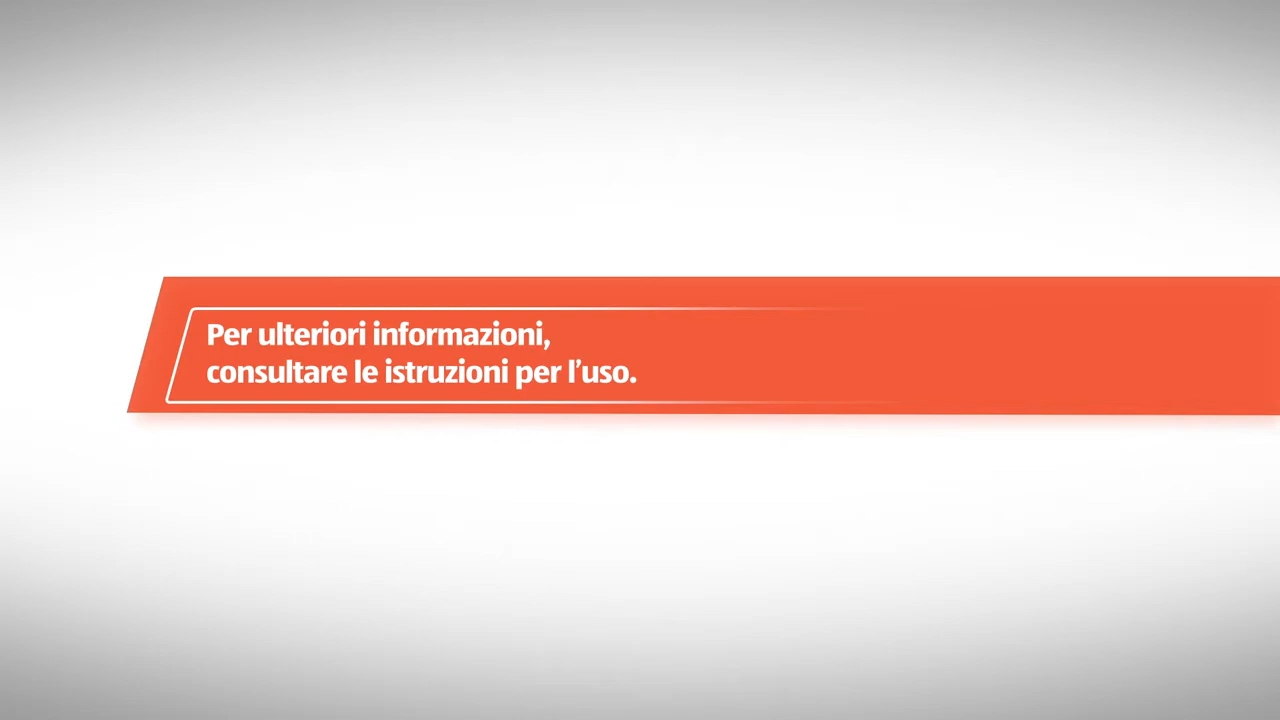 Per ulteriori informazioni,
consultare le istruzioni per l’uso.